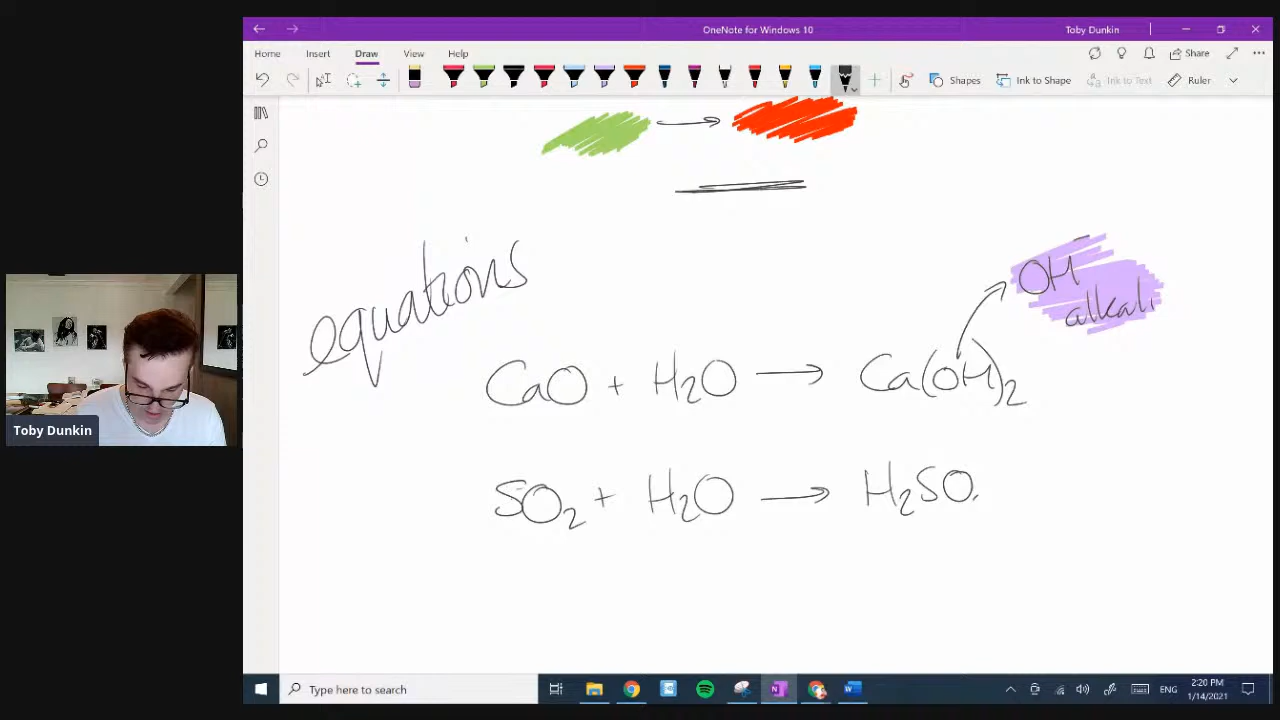 OneNote for Windows 10
Toby Dunkin
Home Insert Draw View Help
Share
Shapes Ink to Shape Ink to Text Ruler
equations
OH⁻
alkali
CaO + H₂O → Ca(OH)₂
SO₂ + H₂O → H₂SO
Toby Dunkin
Type here to search
ENG
2:20 PM
1/14/2021